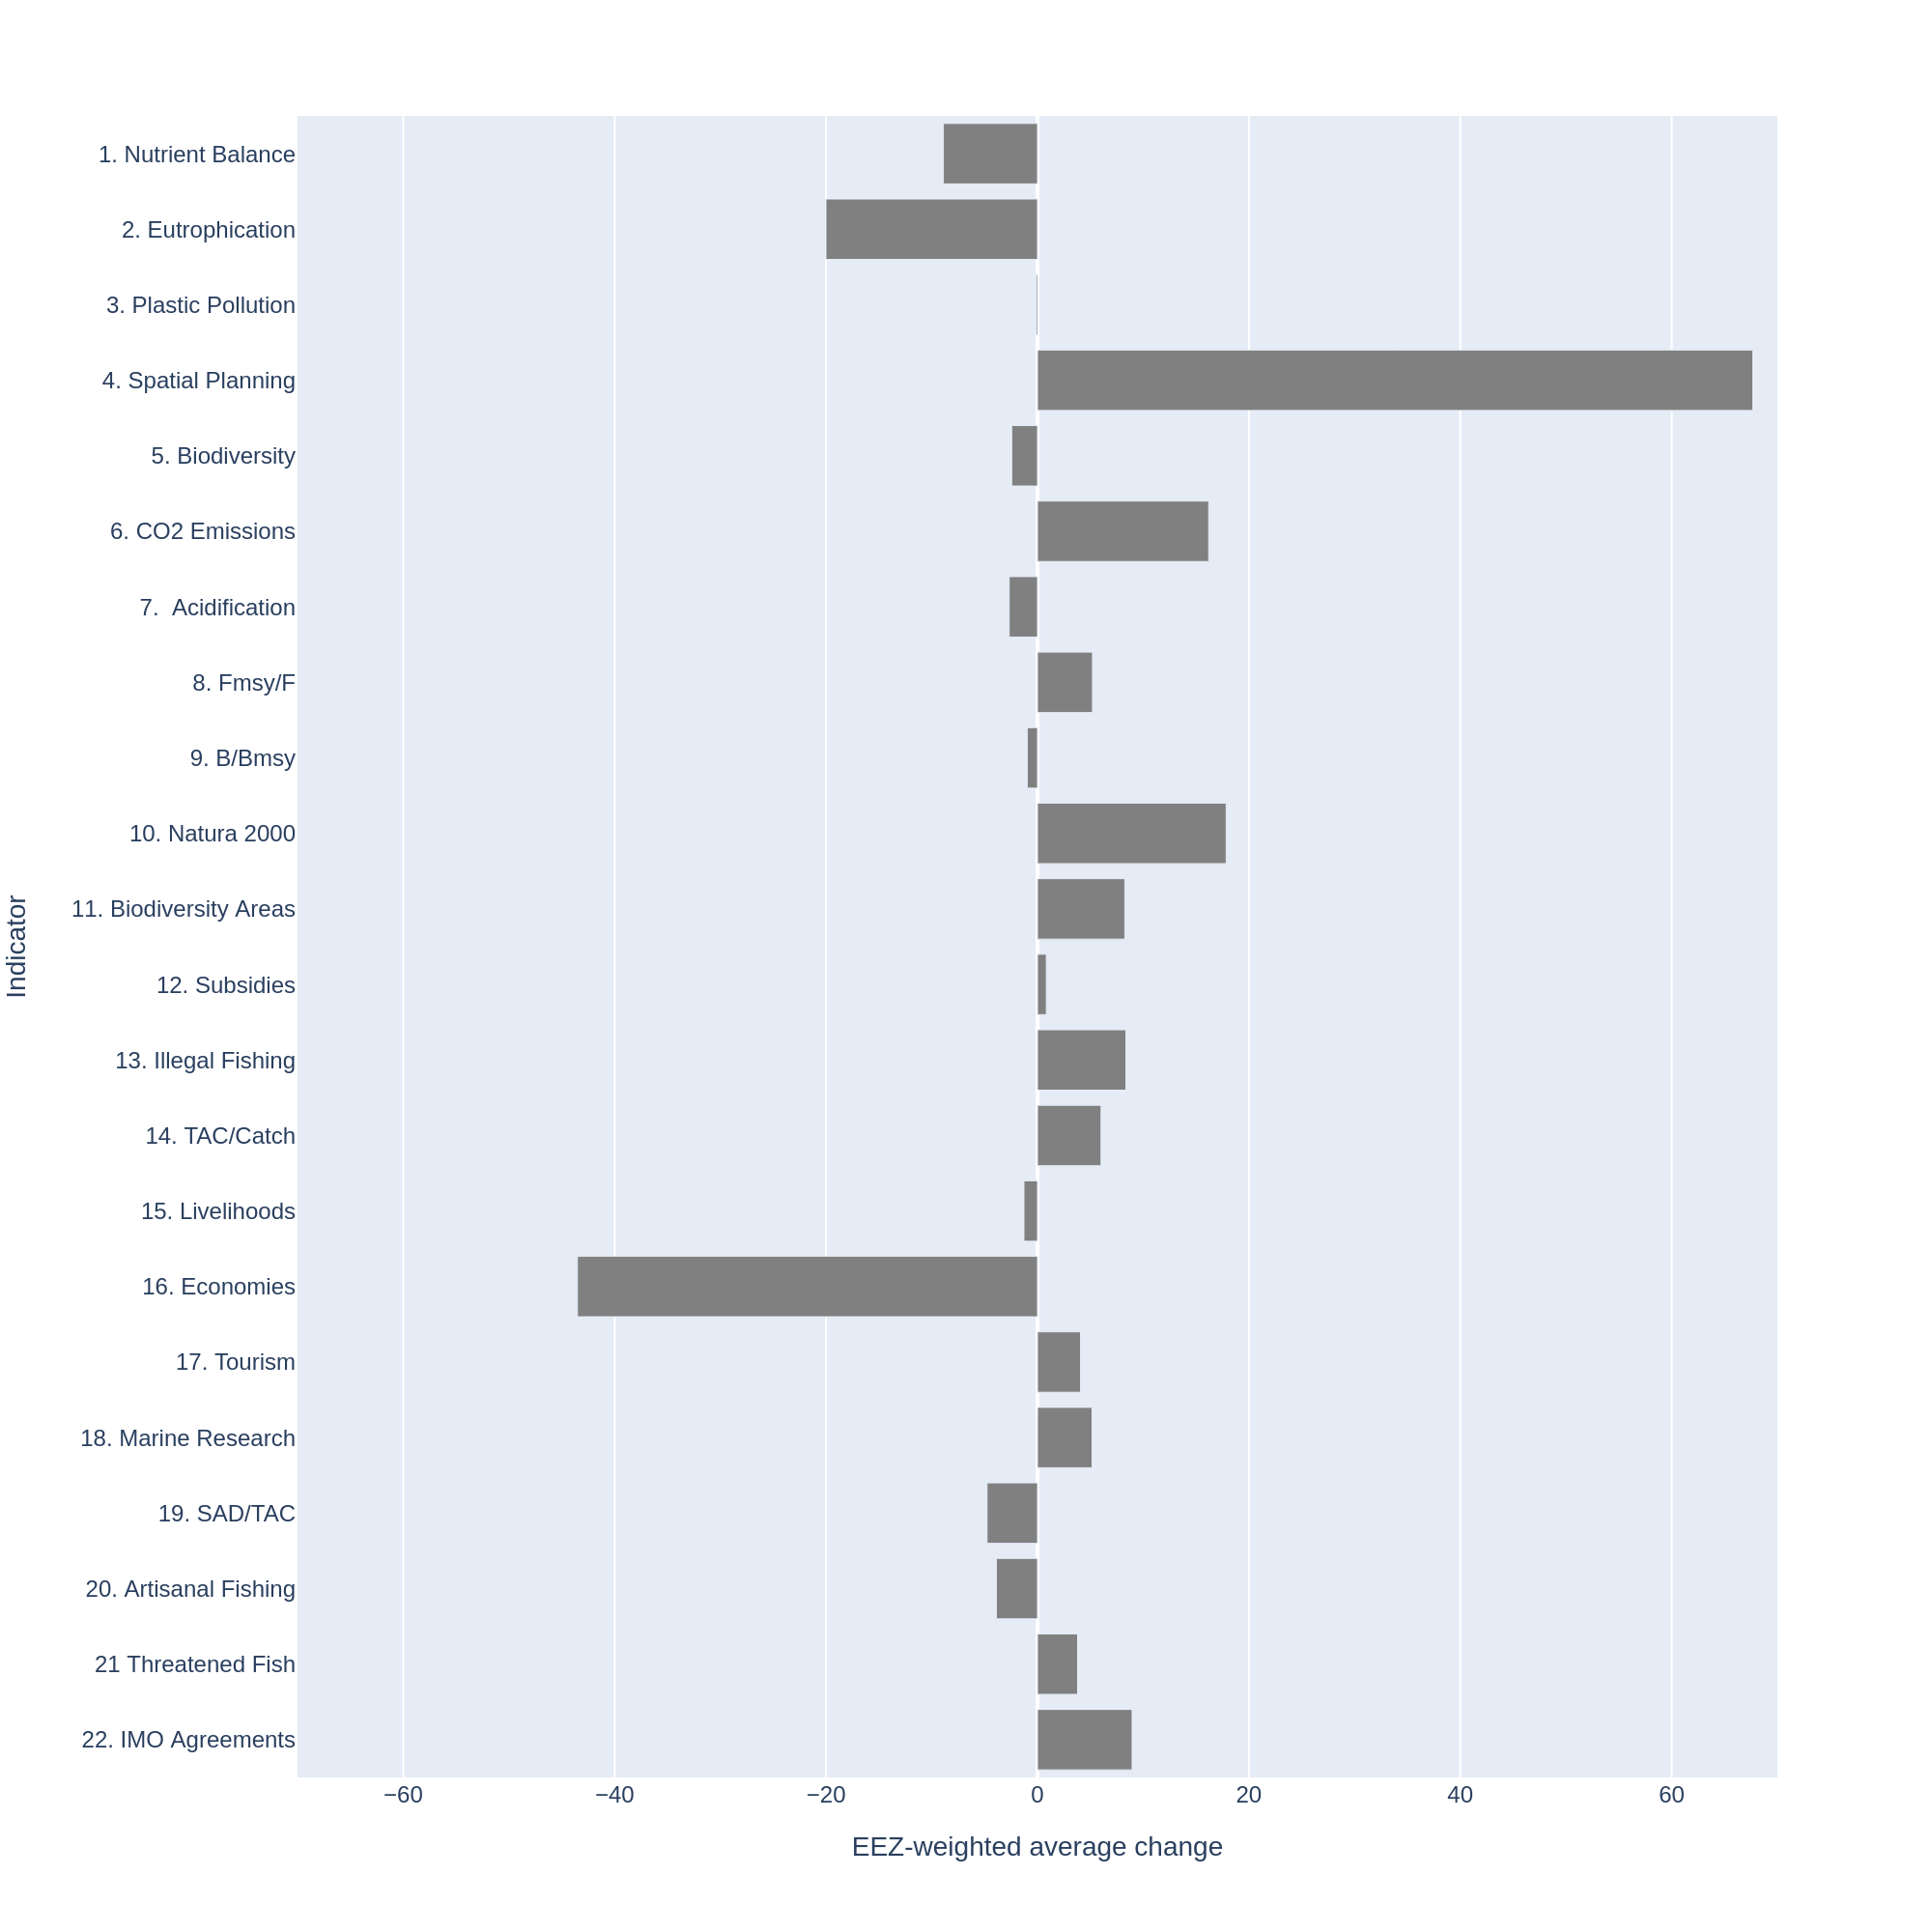 1. Nutrient Balance
2. Eutrophication
3. Plastic Pollution
4. Spatial Planning
5. Biodiversity
6. CO2 Emissions
7.  Acidification
8. Fmsy/F
9. B/Bmsy
10. Natura 2000
11. Biodiversity Areas
12. Subsidies
13. Illegal Fishing
14. TAC/Catch
15. Livelihoods
16. Economies
17. Tourism
18. Marine Research
19. SAD/TAC
20. Artisanal Fishing
21 Threatened Fish
22. IMO Agreements
Indicator
−60 −40 −20 0 20 40 60
EEZ-weighted average change